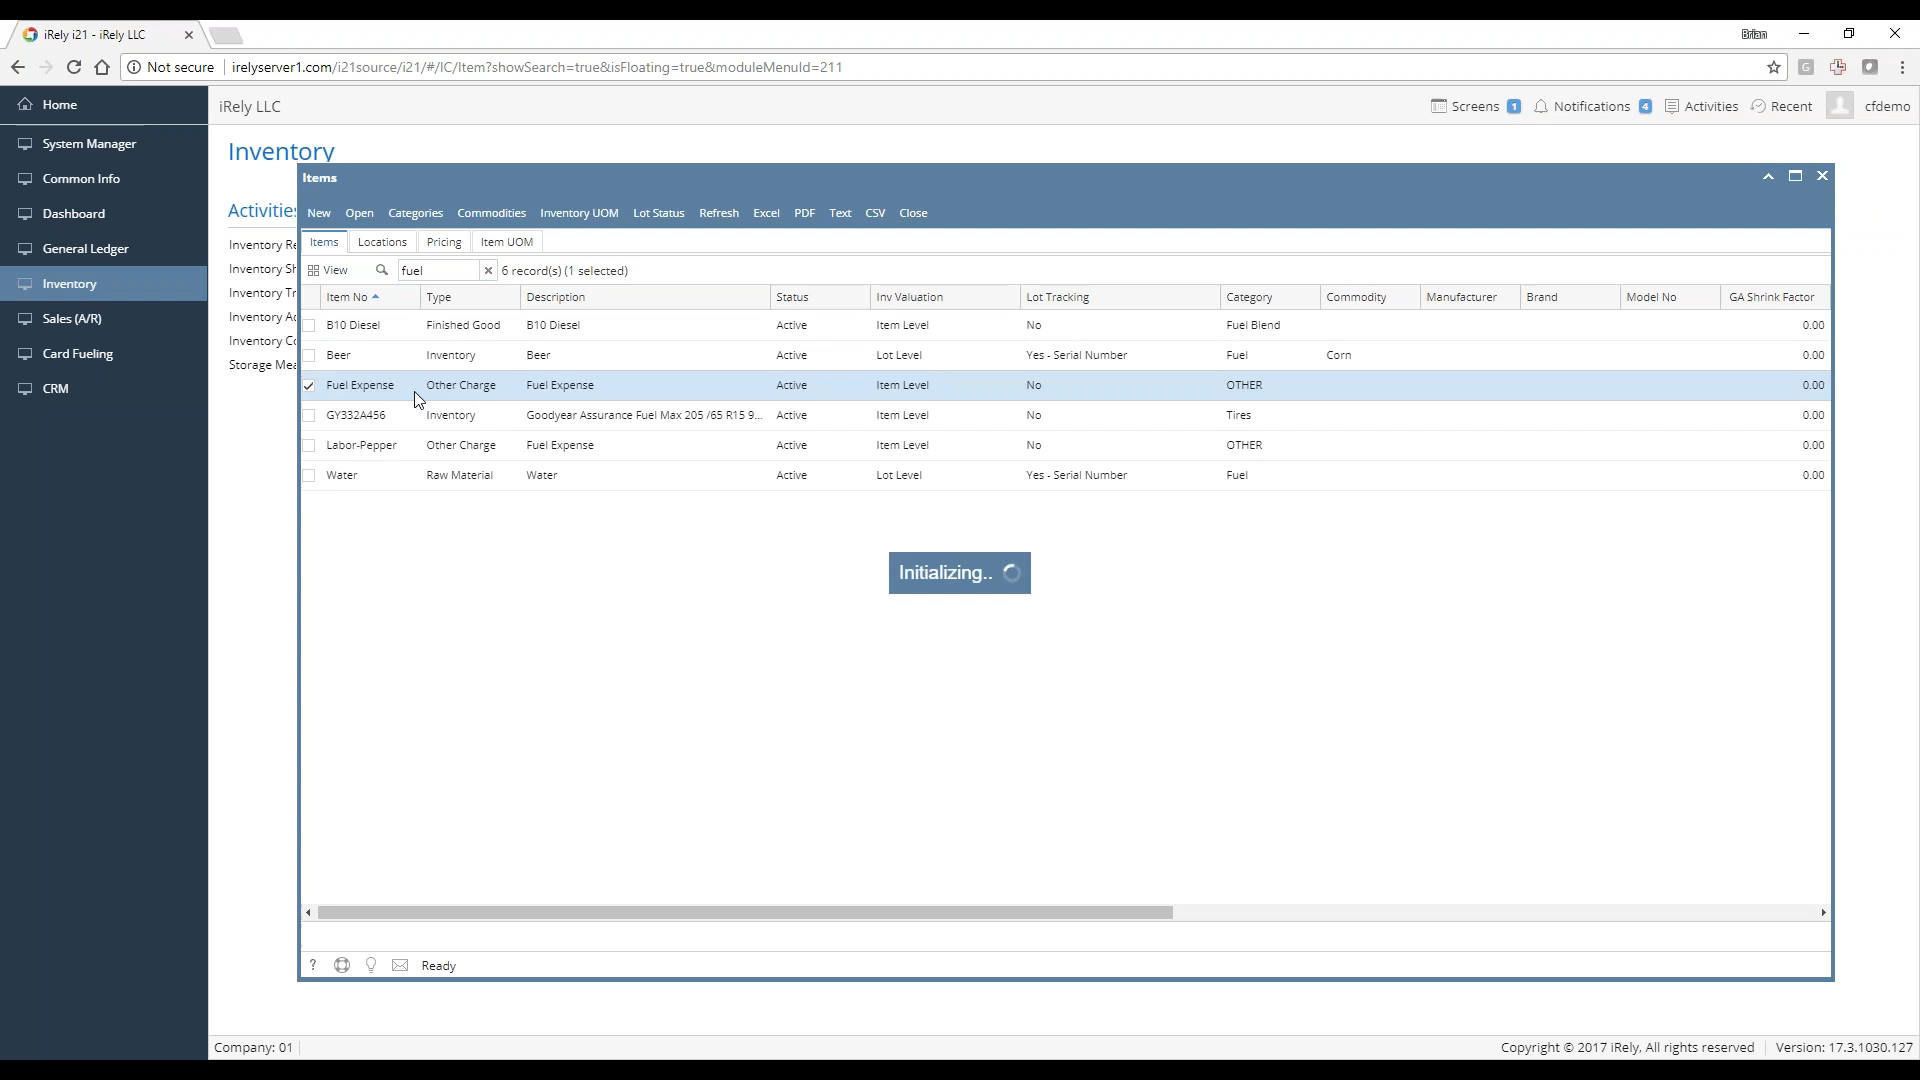 iRely i21 - iRely LLC
Brian
Not secure
irelyserver1.com/i21source/i21/#/IC/Item?showSearch=true&isFloating=true&moduleMenuId=211
Home
iRely LLC
Screens 1 Notifications 4 Activities Recent cfdemo
System Manager
Common Info
Dashboard
General Ledger
Inventory
Sales (A/R)
Card Fueling
CRM
Inventory
Activities
Inventory Re
Inventory Sh
Inventory Tr
Inventory Ad
Inventory Co
Storage Mea
Items
New Open Categories Commodities Inventory UOM Lot Status Refresh Excel PDF Text CSV Close
Items Locations Pricing Item UOM
View fuel 6 record(s) (1 selected)
Item No Type Description Status Inv Valuation Lot Tracking Category Commodity Manufacturer Brand Model No GA Shrink Factor
B10 Diesel Finished Good B10 Diesel Active Item Level No Fuel Blend 0.00
Beer Inventory Beer Active Lot Level Yes - Serial Number Fuel Corn 0.00
Fuel Expense Other Charge Fuel Expense Active Item Level No OTHER 0.00
GY332A456 Inventory Goodyear Assurance Fuel Max 205 /65 R15 9... Active Item Level No Tires 0.00
Labor-Pepper Other Charge Fuel Expense Active Item Level No OTHER 0.00
Water Raw Material Water Active Lot Level Yes - Serial Number Fuel 0.00
Initializing..
? Ready
Company: 01
Copyright © 2017 iRely, All rights reserved Version: 17.3.1030.127